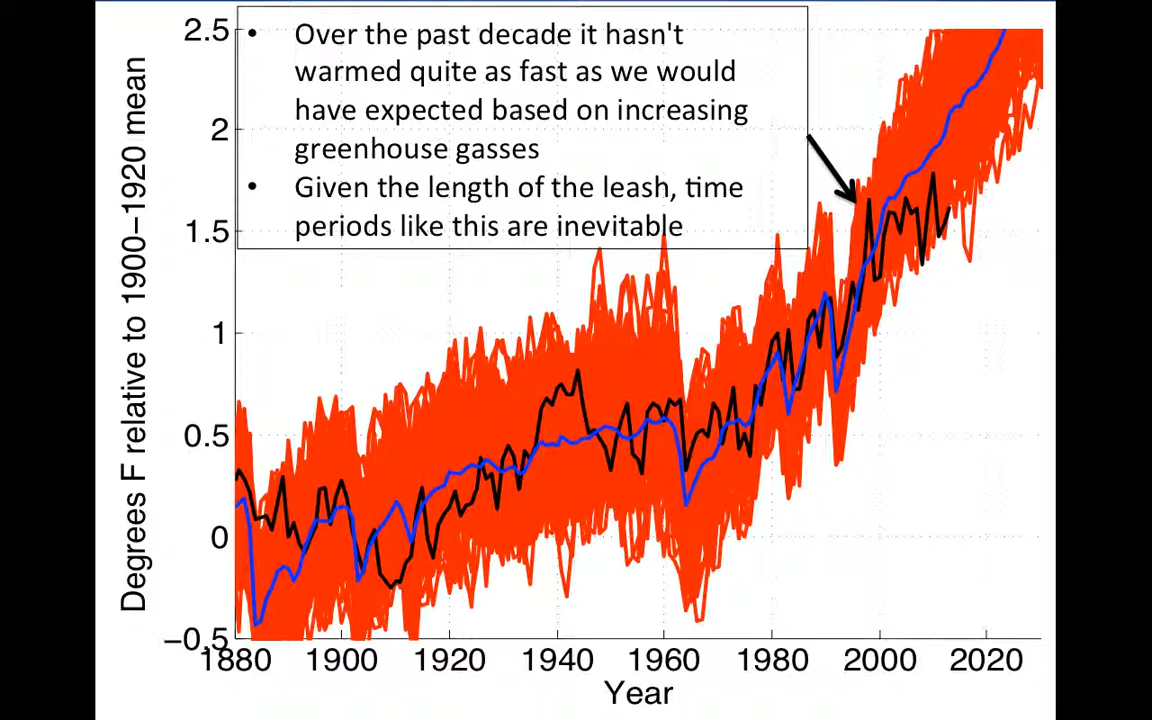 • Over the past decade it hasn't
warmed quite as fast as we would
have expected based on increasing
greenhouse gasses
• Given the length of the leash, time
periods like this are inevitable
Degrees F relative to 1900−1920 mean
2.5
2
1.5
1
0.5
0
−0.5
1880 1900 1920 1940 1960 1980 2000 2020
Year